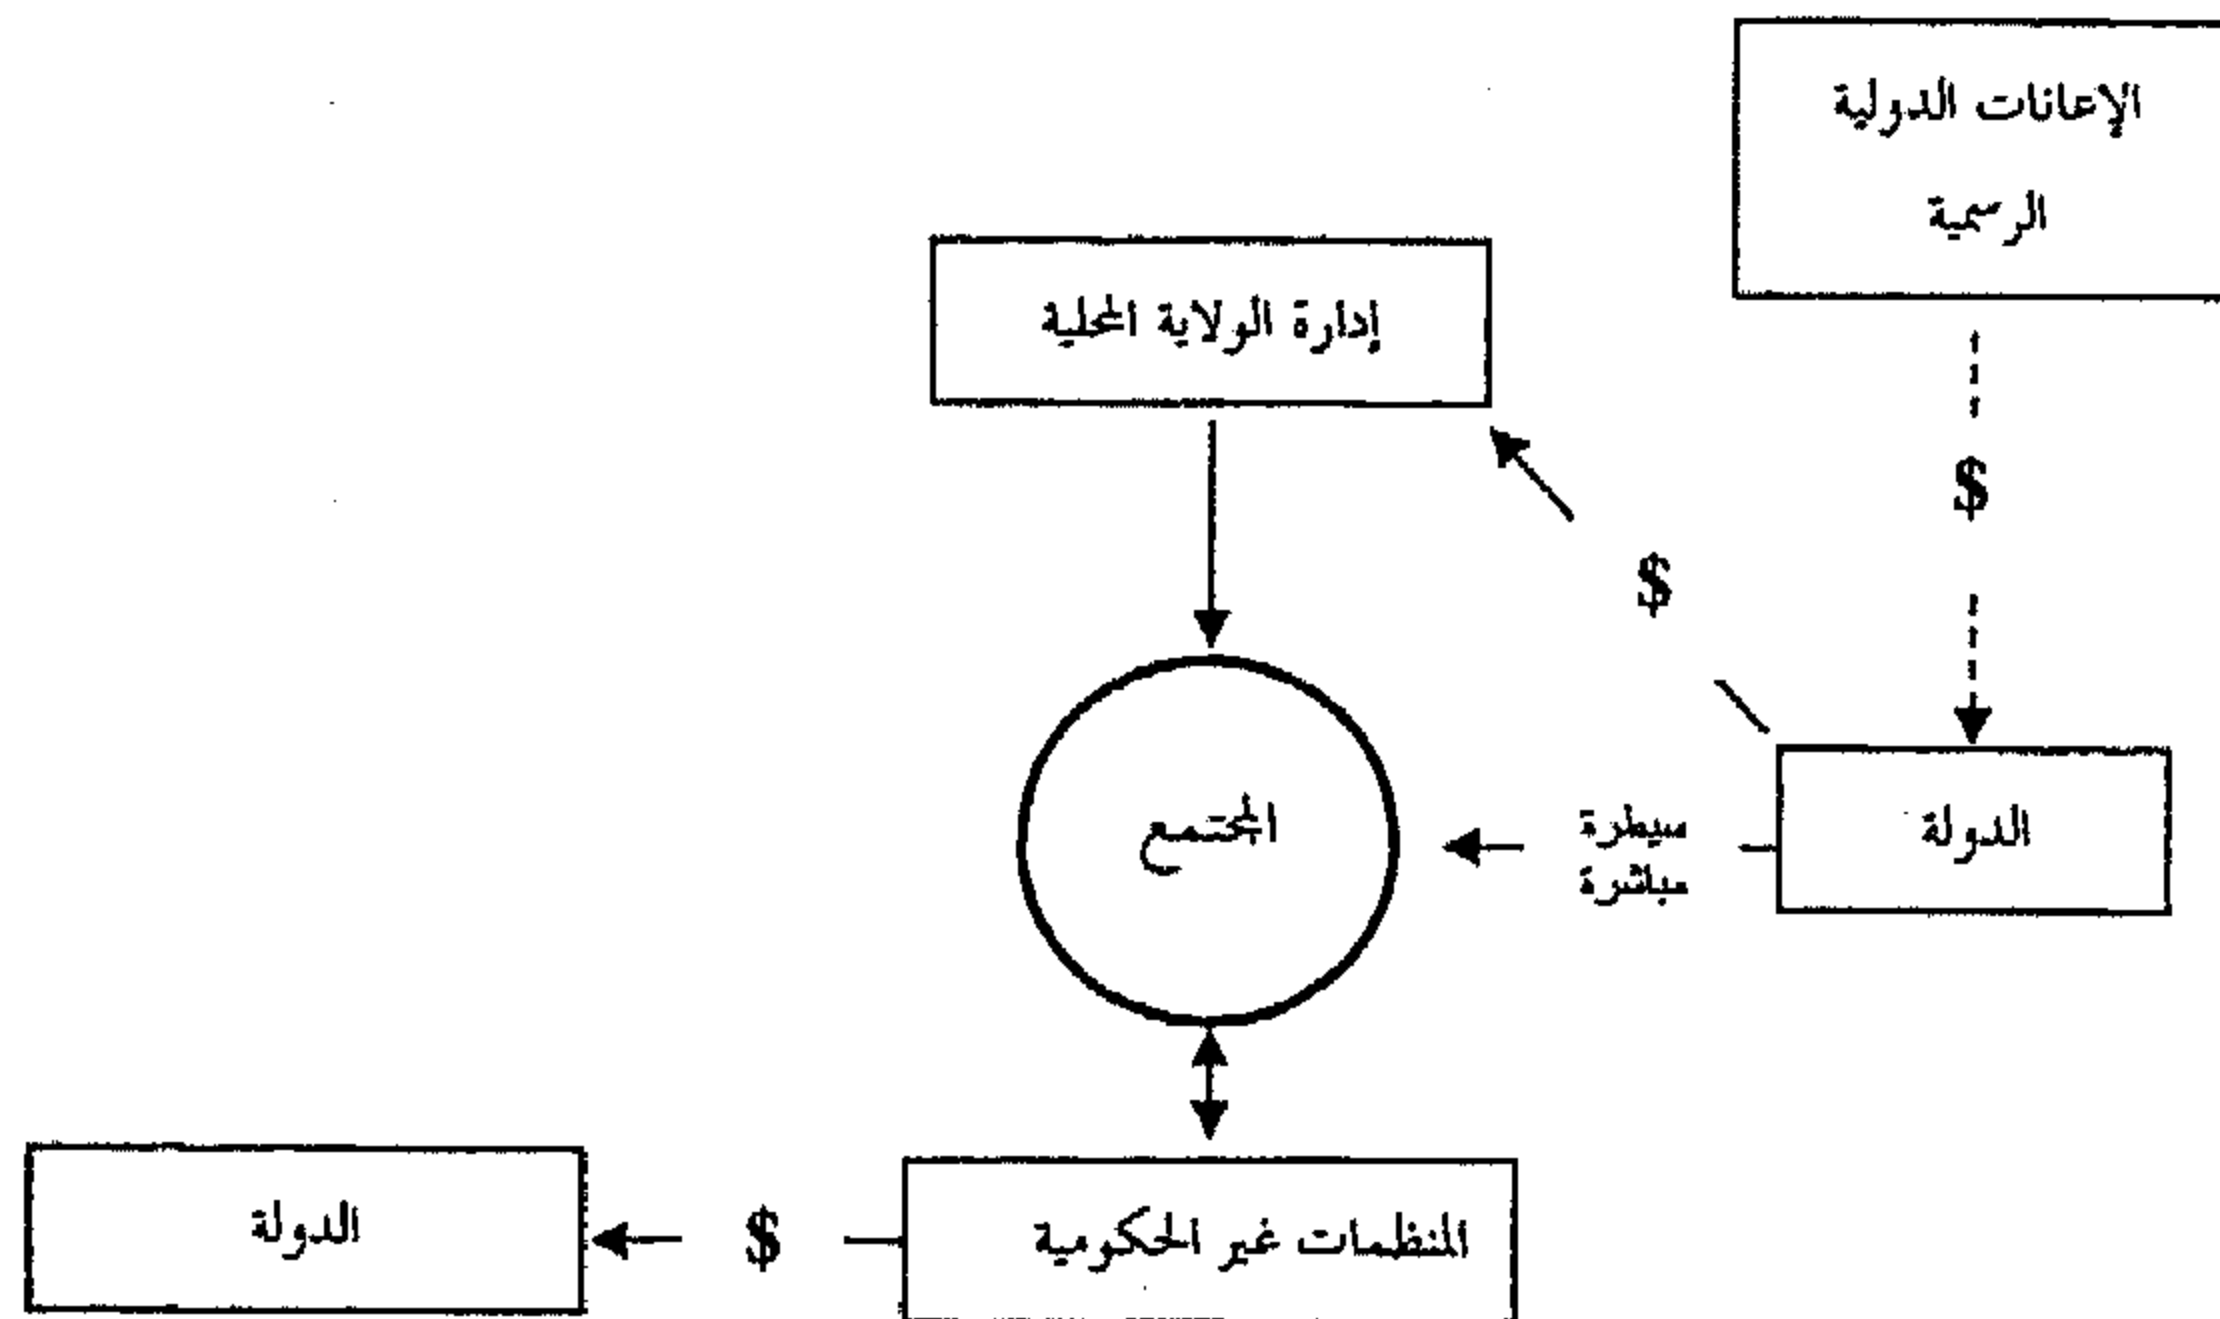 الإعانات الدولية
الرسمية
إدارة الولاية المحلية
$
$
المجتمع
سيطرة
مباشرة
الدولة
المنظمات غير الحكومية
$
الدولة